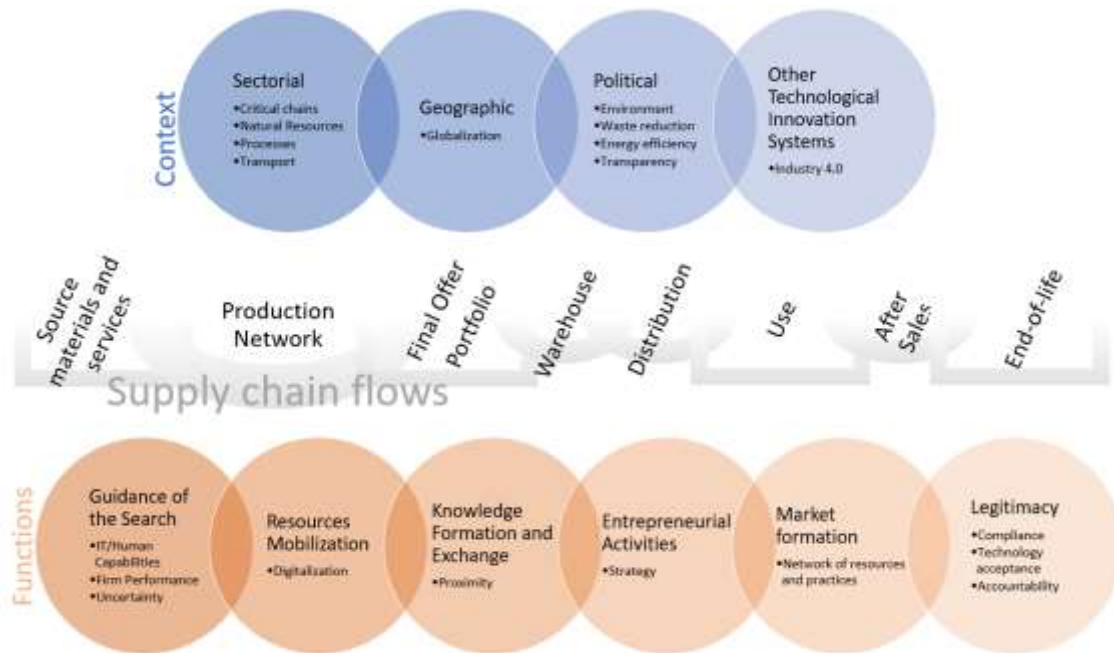 Context
Sectorial
•Critical chains
•Natural Resources
•Processes
•Transport
Geographic
•Globalization
Political
•Environment
•Waste reduction
•Energy efficiency
•Transparency
Other
Technological
Innovation
Systems
•Industry 4.0
Source
materials and
services
Production
Network
Final Offer
Portfolio
Warehouse
Distribution
Use
After
Sales
End-of-life
Supply chain flows
Functions
Guidance of
the Search
•IT/Human
Capabilities
•Firm Performance
•Uncertainty
Resources
Mobilization
•Digitalization
Knowledge
Formation and
Exchange
•Proximity
Entrepreneurial
Activities
•Strategy
Market
formation
•Network of resources
and practices
Legitimacy
•Compliance
•Technology
acceptance
•Accountability